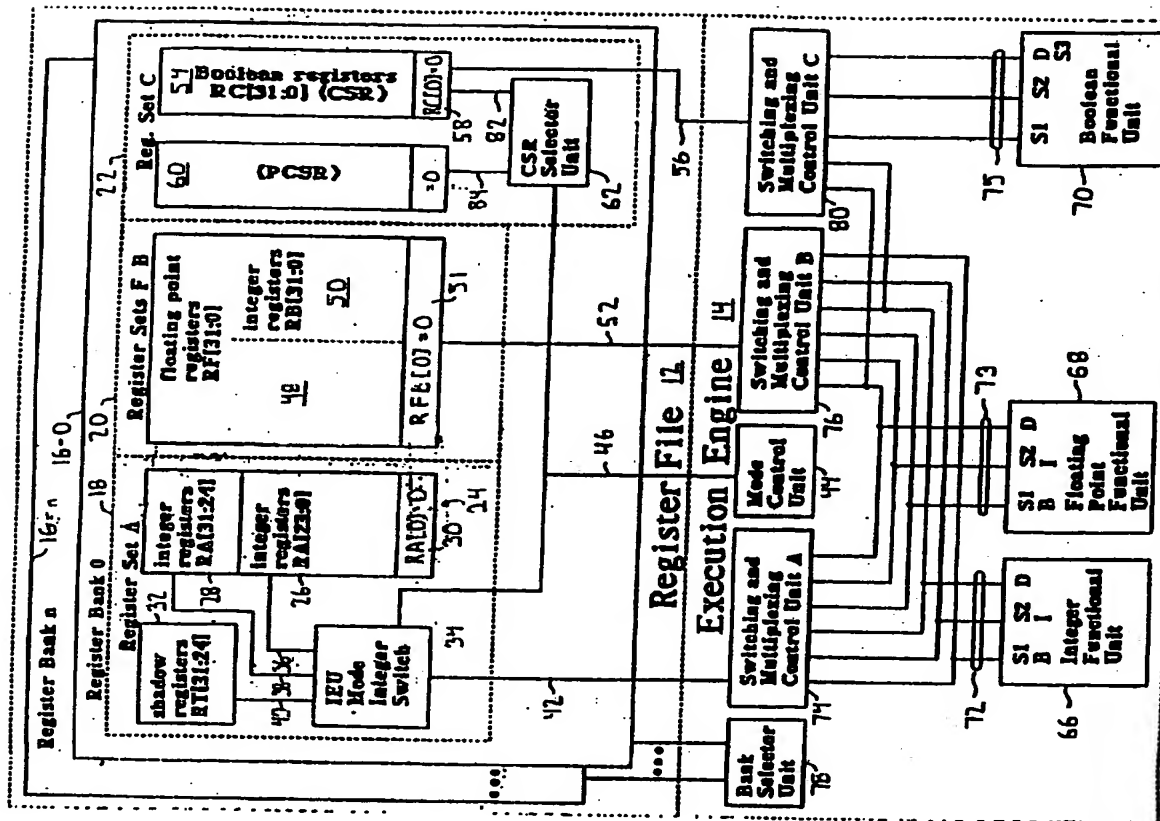 Register Bank n
16-n
16-0
Register Bank 0
18
20
22
Register Set A
32
shadow
registers
RT[31:24]
28
integer
registers
RA[31:24]
26
integer
registers
RA[23:0]
30
24
40
38
36
IEU
Mode
Integer
Switch
34
42
Register Sets F B
floating point
registers
RF[31:0]
48
integer
registers
RB[31:0]
50
51
52
Reg. Set C
60
(PCSR)
=0
84
54 Boolean registers
RC[31:0] (CSR)
RC[0]=0
58
82
CSR
Selector
Unit
62
46
56
Register File 12
Execution Engine 14
Bank
Selector
Unit
78
Switching and
Multiplexing
Control Unit A
74
Mode
Control
Unit
44
Switching and
Multiplexing
Control Unit B
76
Switching and
Multiplexing
Control Unit C
80
72
S1 S2 D
B I
Integer
Functional
Unit
66
73
S1 S2 D
B I
Floating
Point
Functional
Unit
68
75
S1 S2 D
S3
Boolean
Functional
Unit
70